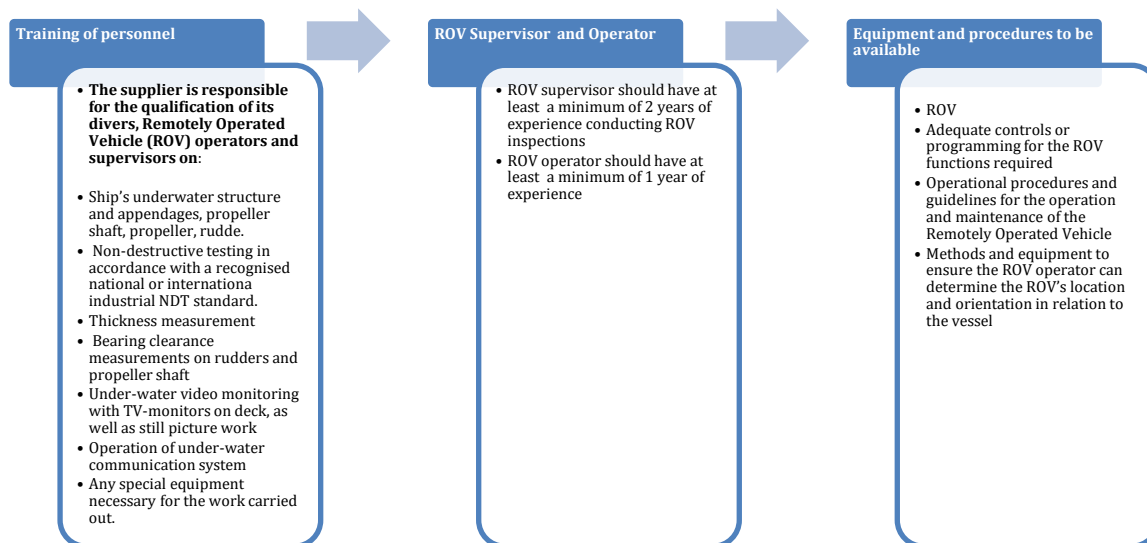 Training of personnel
• The supplier is responsible
for the qualification of its
divers, Remotely Operated
Vehicle (ROV) operators and
supervisors on:
• Ship's underwater structure
and appendages, propeller
shaft, propeller, rudde.
• Non-destructive testing in
accordance with a recognised
national or internationa
industrial NDT standard.
• Thickness measurement
• Bearing clearance
measurements on rudders and
propeller shaft
• Under-water video monitoring
with TV-monitors on deck, as
well as still picture work
• Operation of under-water
communication system
• Any special equipment
necessary for the work carried
out.
ROV Supervisor and Operator
• ROV supervisor should have at
least a minimum of 2 years of
experience conducting ROV
inspections
• ROV operator should have at
least a minimum of 1 year of
experience
Equipment and procedures to be
available
• ROV
• Adequate controls or
programming for the ROV
functions required
• Operational procedures and
guidelines for the operation
and maintenance of the
Remotely Operated Vehicle
• Methods and equipment to
ensure the ROV operator can
determine the ROV's location
and orientation in relation to
the vessel